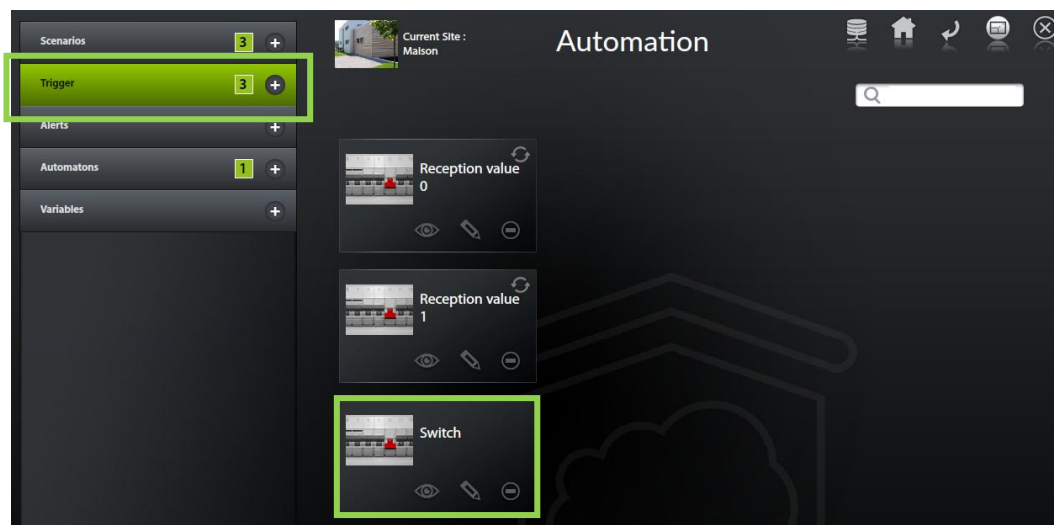 Scenarios 3 +
Trigger 3 +
Alerts +
Automatons 1 +
Variables +
Current Site :
Maison
Automation
Reception value
0
Reception value
1
Switch